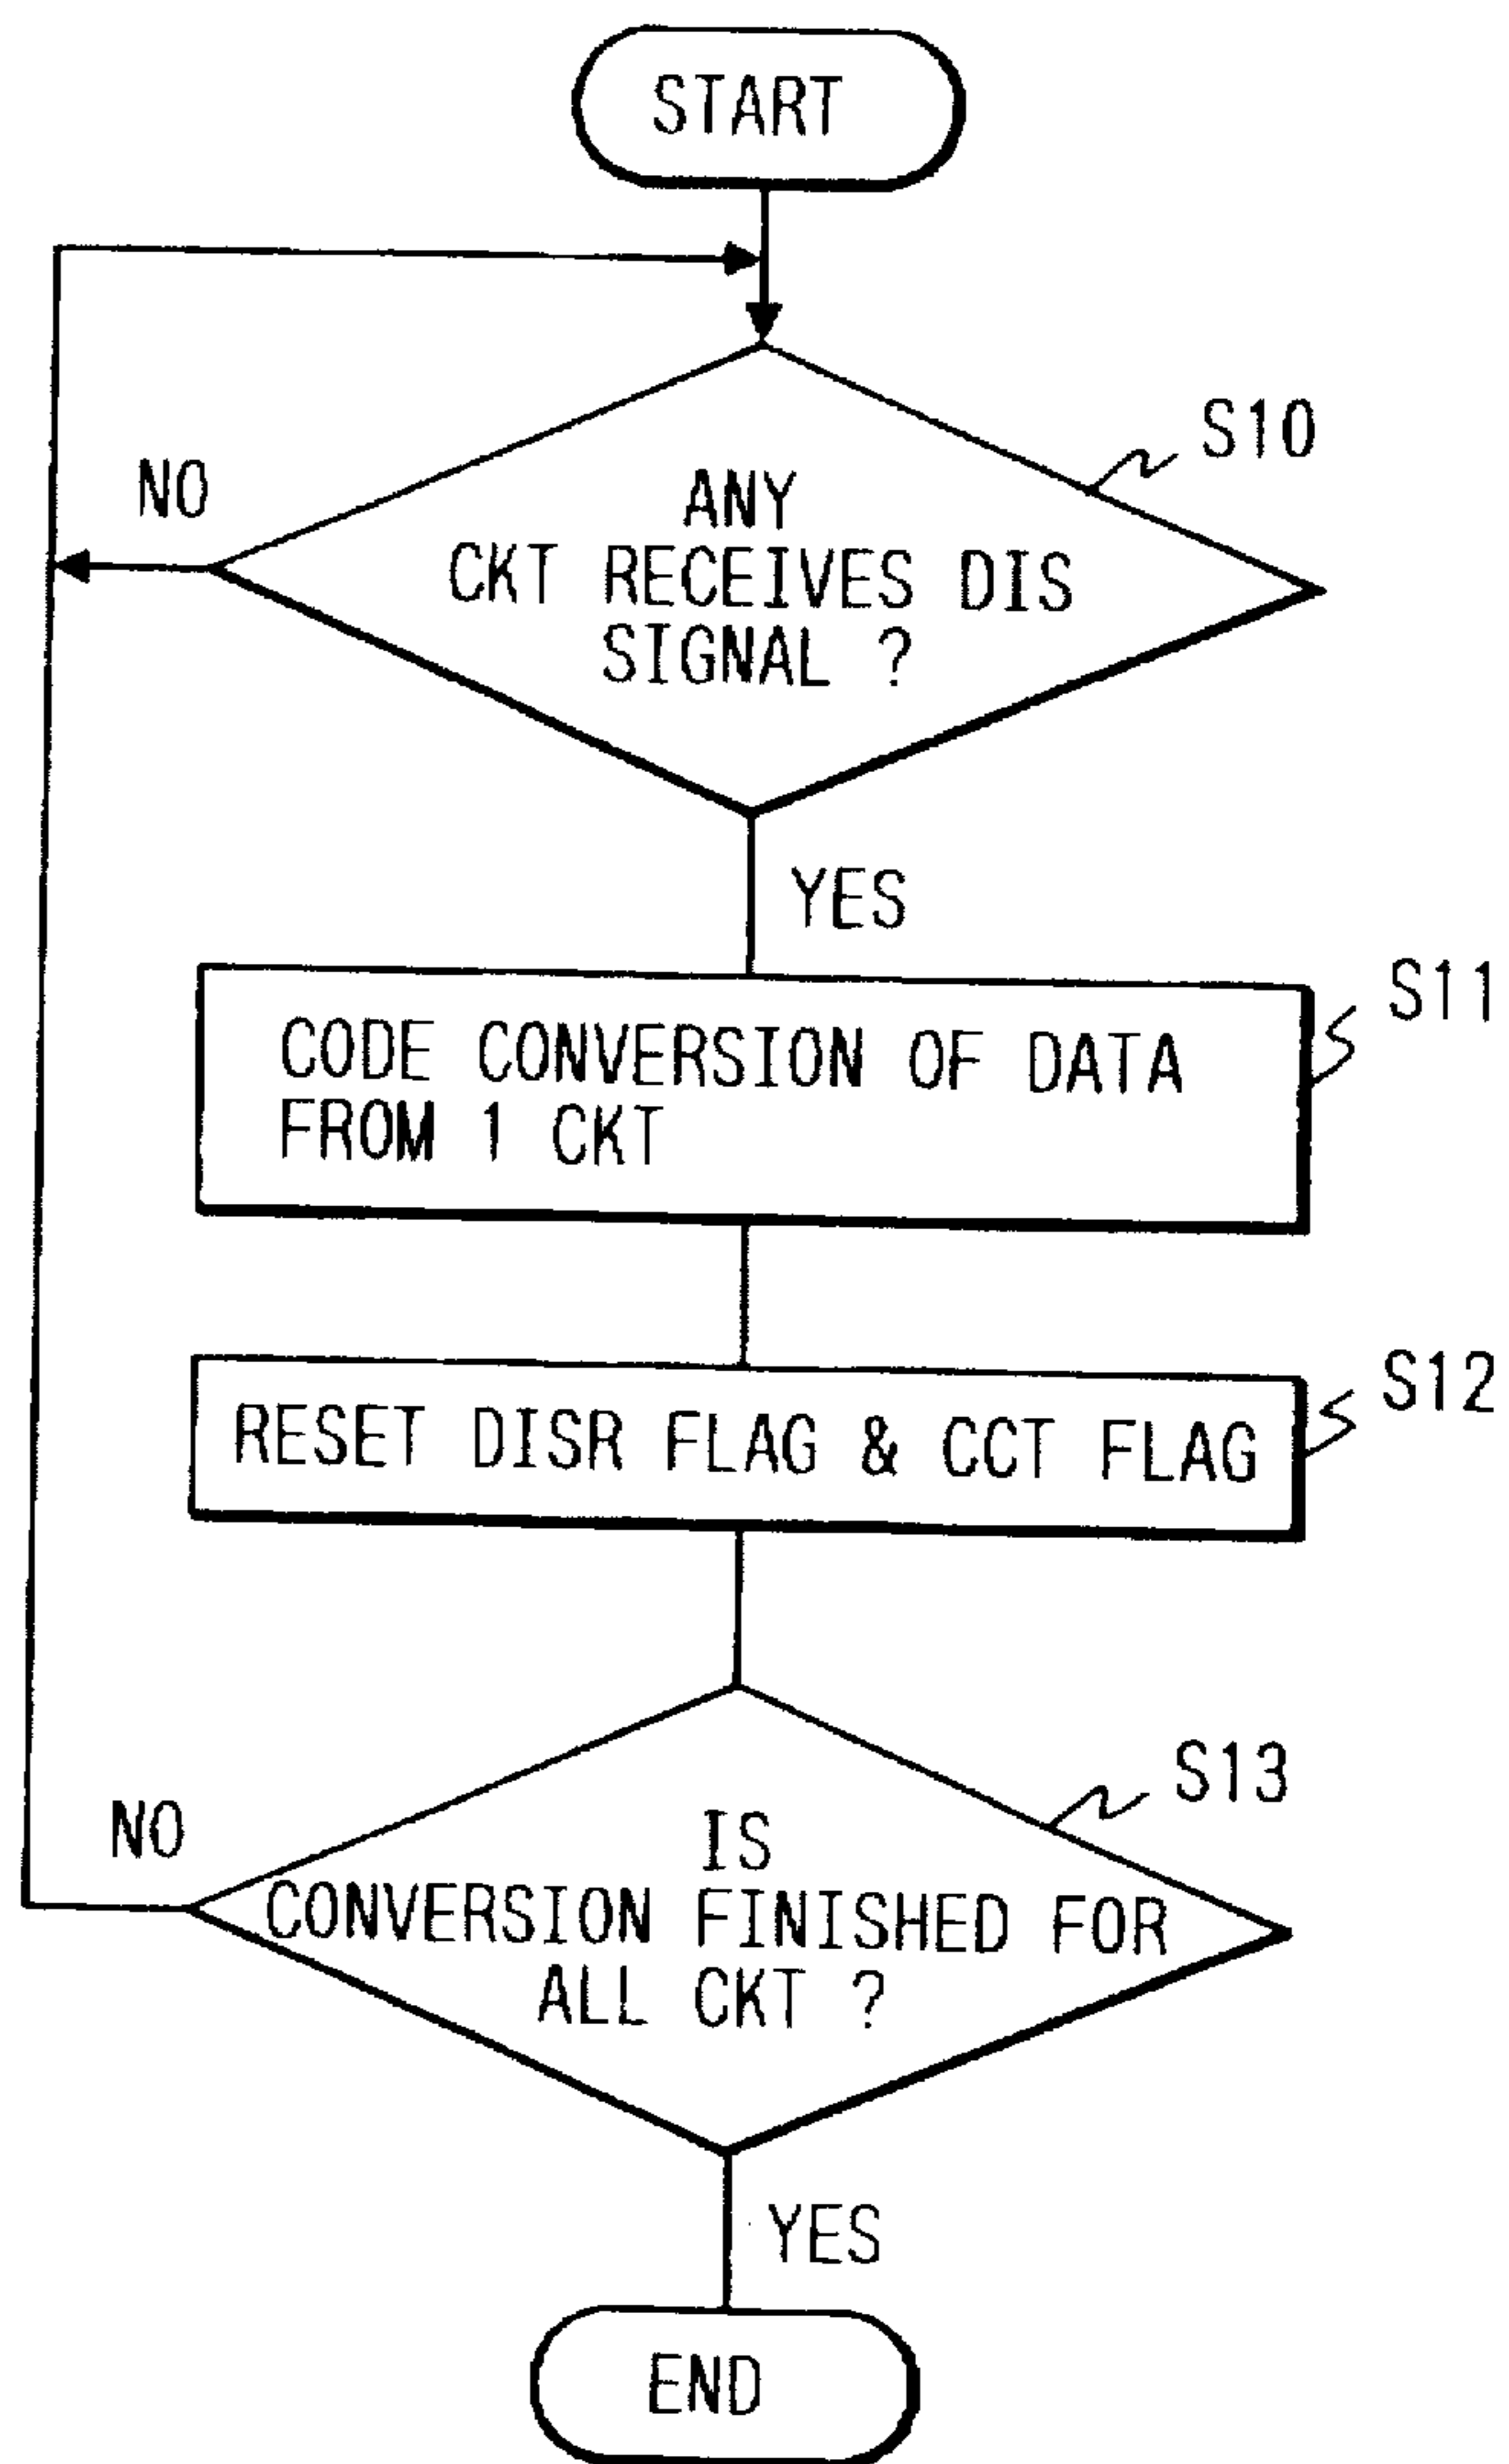 START
S10
NO
ANY
CKT RECEIVES DIS
SIGNAL ?
YES
S11
CODE CONVERSION OF DATA
FROM 1 CKT
S12
RESET DISR FLAG & CCT FLAG
S13
NO
IS
CONVERSION FINISHED FOR
ALL CKT ?
YES
END